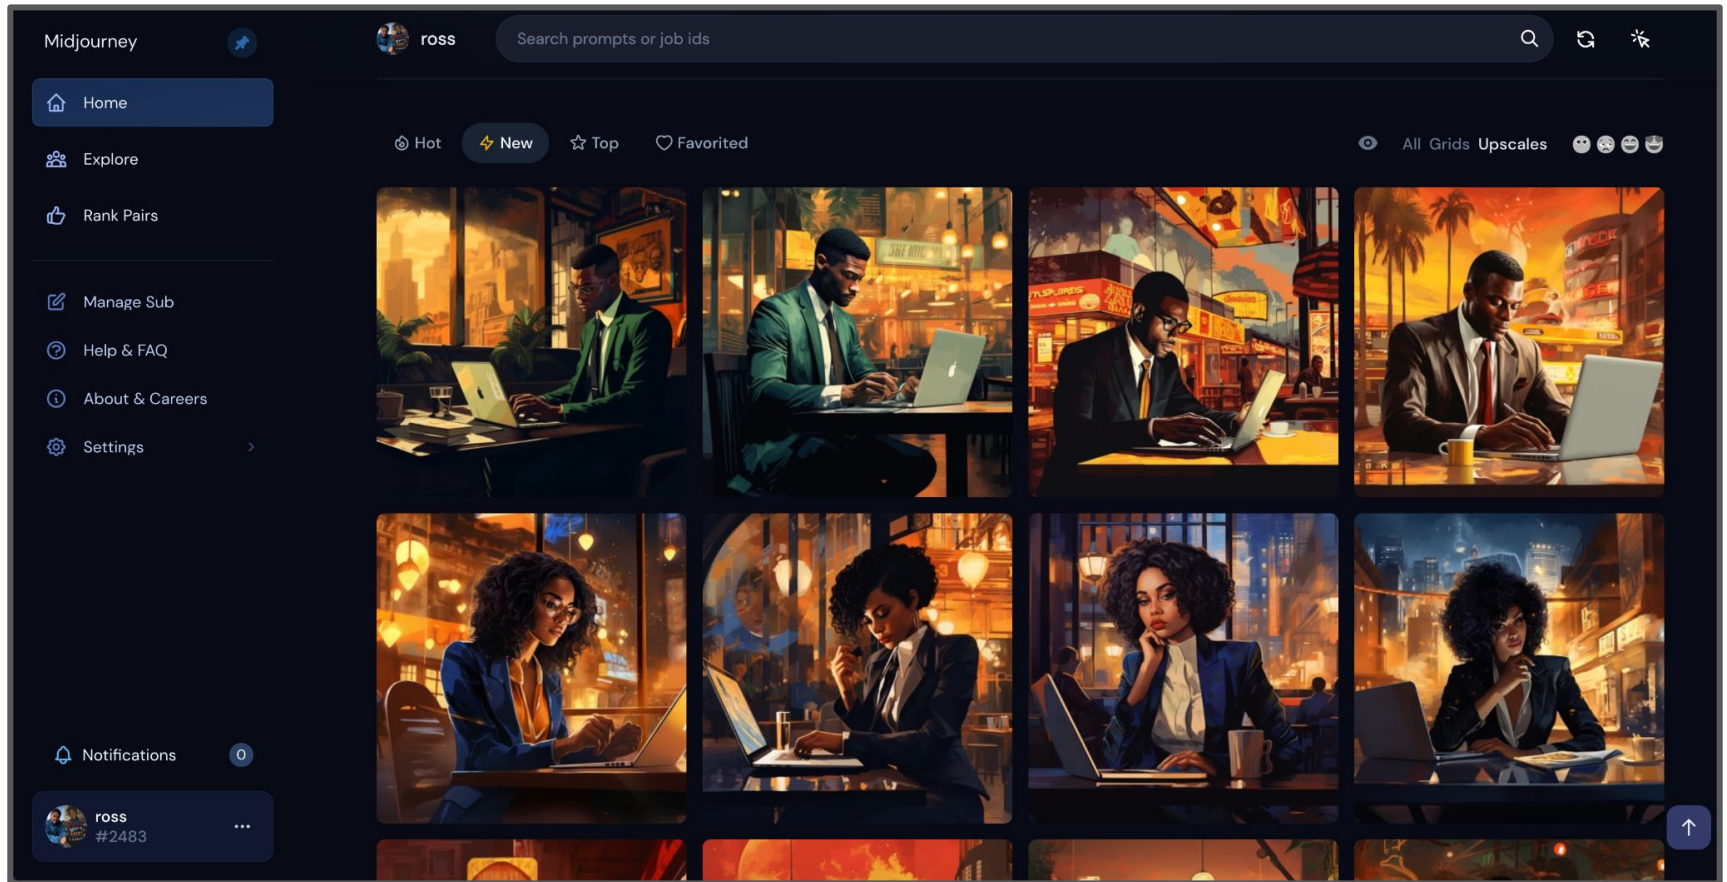 Midjourney
Home
Explore
Rank Pairs
Manage Sub
Help & FAQ
About & Careers
Settings
Notifications 0
ross
#2483
ross
Search prompts or job ids
Hot New Top Favorited
All Grids Upscales